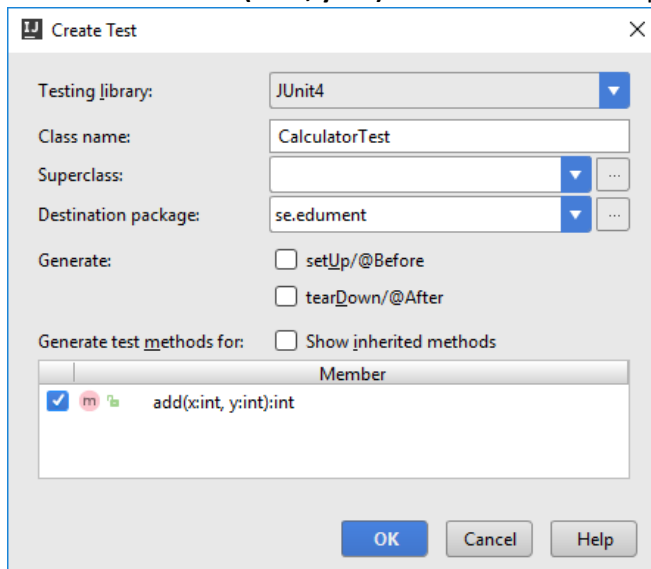 Create Test
Testing library: JUnit4
Class name: CalculatorTest
Superclass: ...
Destination package: se.edument ...
Generate: setUp/@Before
tearDown/@After
Generate test methods for: Show inherited methods
Member
m add(x:int, y:int):int
OK Cancel Help